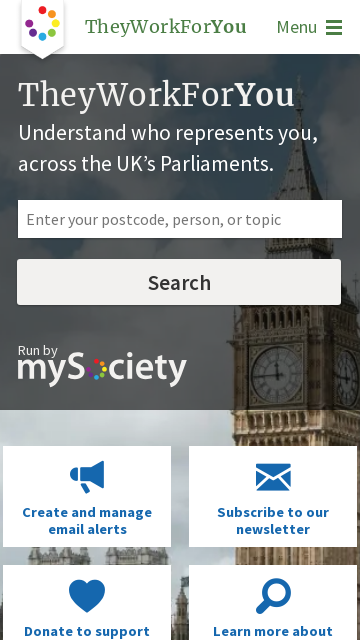 TheyWorkForYou
Menu
TheyWorkForYou
Understand who represents you,
across the UK’s Parliaments.
Enter your postcode, person, or topic
Search
Run by
mySociety
Create and manage
email alerts
Subscribe to our
newsletter
Donate to support
Learn more about